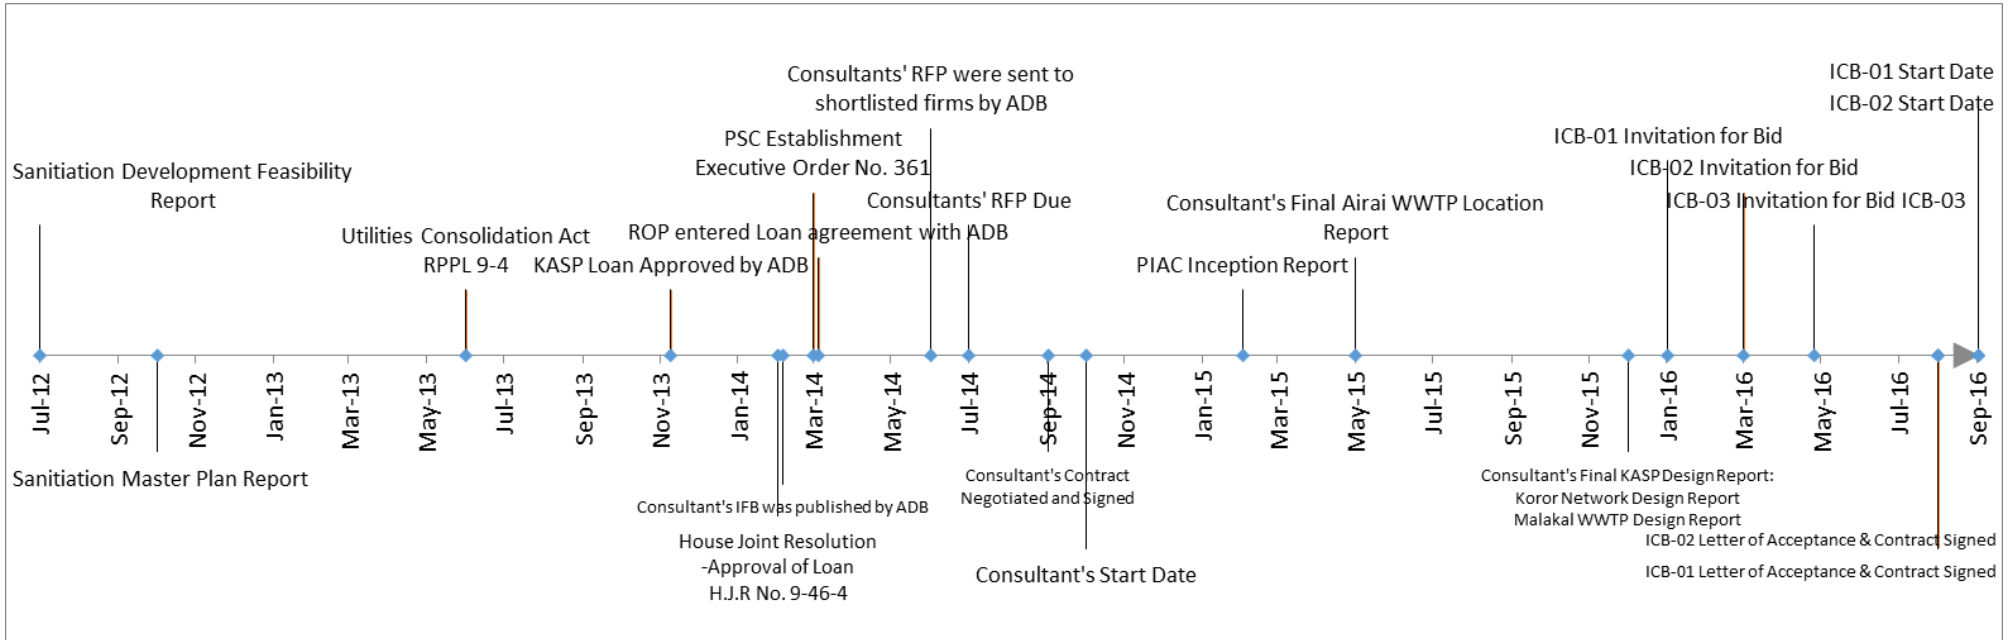 ICB-01 Start Date
Consultants' RFP were sent to
shortlisted firms by ADB
ICB-02 Start Date
PSC Establishment
Executive Order No. 361
ICB-01 Invitation for Bid
ICB-02 Invitation for Bid
Sanitiation Development Feasibility
Report
Consultants' RFP Due
Consultant's Final Airai WWTP Location
Report
ICB-03 Invitation for Bid ICB-03
Utilities Consolidation Act
RPPL 9-4
ROP entered Loan agreement with ADB
KASP Loan Approved by ADB
PIAC Inception Report
Jul-12
Sep-12
Nov-12
Jan-13
Mar-13
May-13
Jul-13
Sep-13
Nov-13
Jan-14
Mar-14
May-14
Jul-14
Sep-14
Nov-14
Jan-15
Mar-15
May-15
Jul-15
Sep-15
Nov-15
Jan-16
Mar-16
May-16
Jul-16
Sep-16
Sanitiation Master Plan Report
Consultant's IFB was published by ADB
House Joint Resolution
-Approval of Loan
H.J.R No. 9-46-4
Consultant's Contract
Negotiated and Signed
Consultant's Start Date
Consultant's Final KASP Design Report:
Koror Network Design Report
Malakal WWTP Design Report
ICB-02 Letter of Acceptance & Contract Signed
ICB-01 Letter of Acceptance & Contract Signed